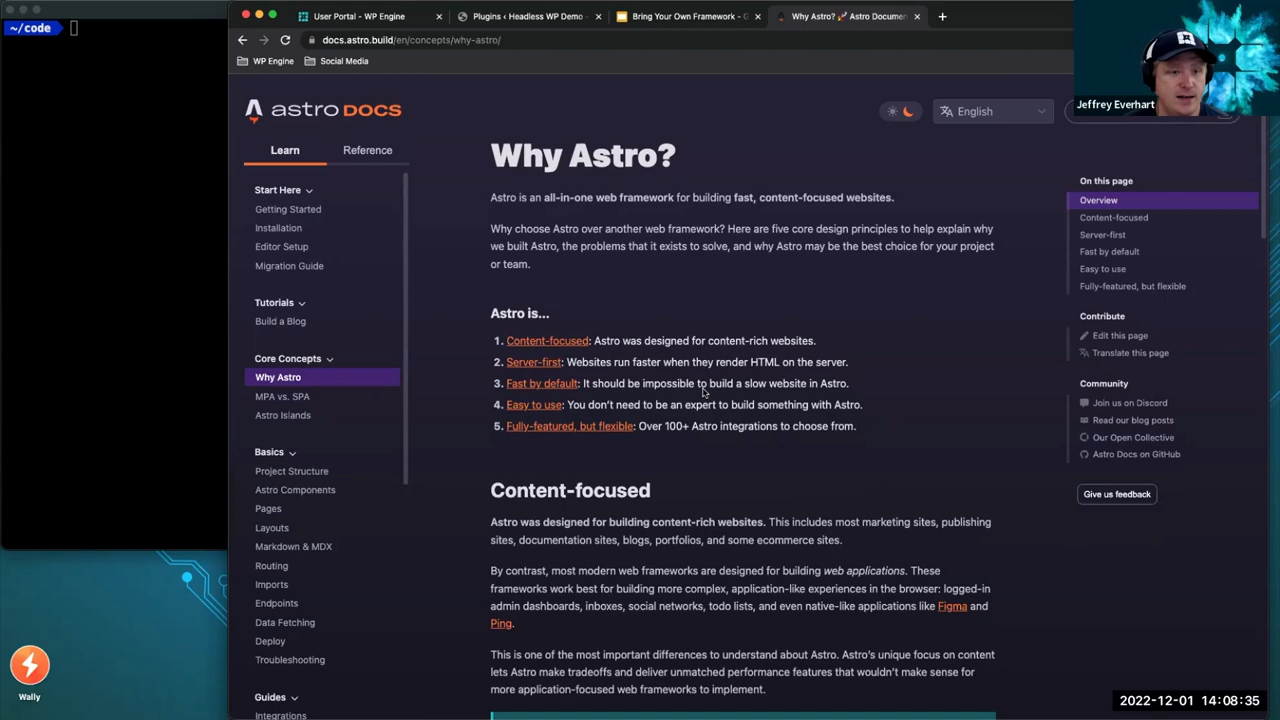 ~/code
User Portal - WP Engine
Plugins ‹ Headless WP Demo -
Bring Your Own Framework - G
Why Astro? 🚀 Astro Documen
docs.astro.build/en/concepts/why-astro/
WP Engine
Social Media
Jeffrey Everhart
astro DOCS
English
Learn
Reference
Start Here
Getting Started
Installation
Editor Setup
Migration Guide
Tutorials
Build a Blog
Core Concepts
Why Astro
MPA vs. SPA
Astro Islands
Basics
Project Structure
Astro Components
Pages
Layouts
Markdown & MDX
Routing
Imports
Endpoints
Data Fetching
Deploy
Troubleshooting
Guides
Integrations
Why Astro?
Astro is an all-in-one web framework for building fast, content-focused websites.
Why choose Astro over another web framework? Here are five core design principles to help explain why
we built Astro, the problems that it exists to solve, and why Astro may be the best choice for your project
or team.
Astro is...
1. Content-focused: Astro was designed for content-rich websites.
2. Server-first: Websites run faster when they render HTML on the server.
3. Fast by default: It should be impossible to build a slow website in Astro.
4. Easy to use: You don't need to be an expert to build something with Astro.
5. Fully-featured, but flexible: Over 100+ Astro integrations to choose from.
Content-focused
Astro was designed for building content-rich websites. This includes most marketing sites, publishing
sites, documentation sites, blogs, portfolios, and some ecommerce sites.
By contrast, most modern web frameworks are designed for building web applications. These
frameworks work best for building more complex, application-like experiences in the browser: logged-in
admin dashboards, inboxes, social networks, todo lists, and even native-like applications like Figma and
Ping.
This is one of the most important differences to understand about Astro. Astro's unique focus on content
lets Astro make tradeoffs and deliver unmatched performance features that wouldn't make sense for
more application-focused web frameworks to implement.
On this page
Overview
Content-focused
Server-first
Fast by default
Easy to use
Fully-featured, but flexible
Contribute
Edit this page
Translate this page
Community
Join us on Discord
Read our blog posts
Our Open Collective
Astro Docs on GitHub
Give us feedback
Wally
2022-12-01 14:08:35